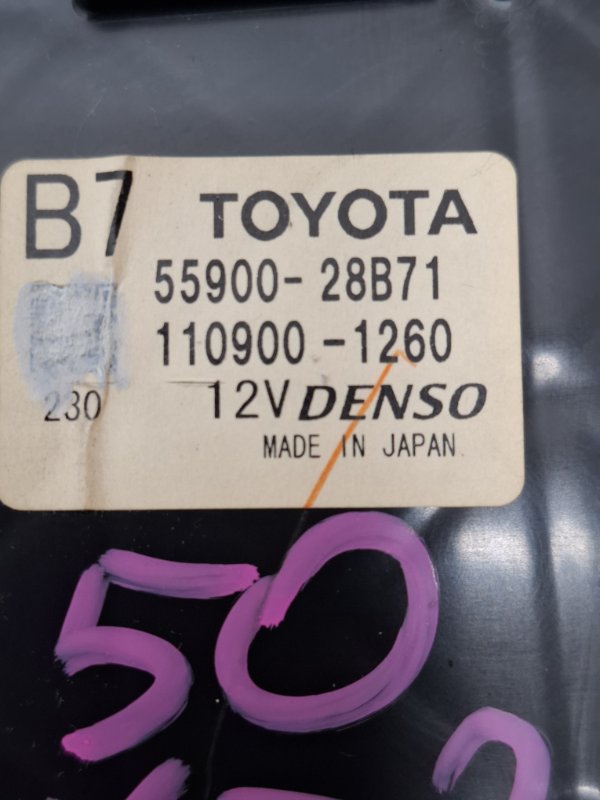 B7 TOYOTA
55900-28B71
110900-1260
230 12V DENSO
MADE IN JAPAN
50